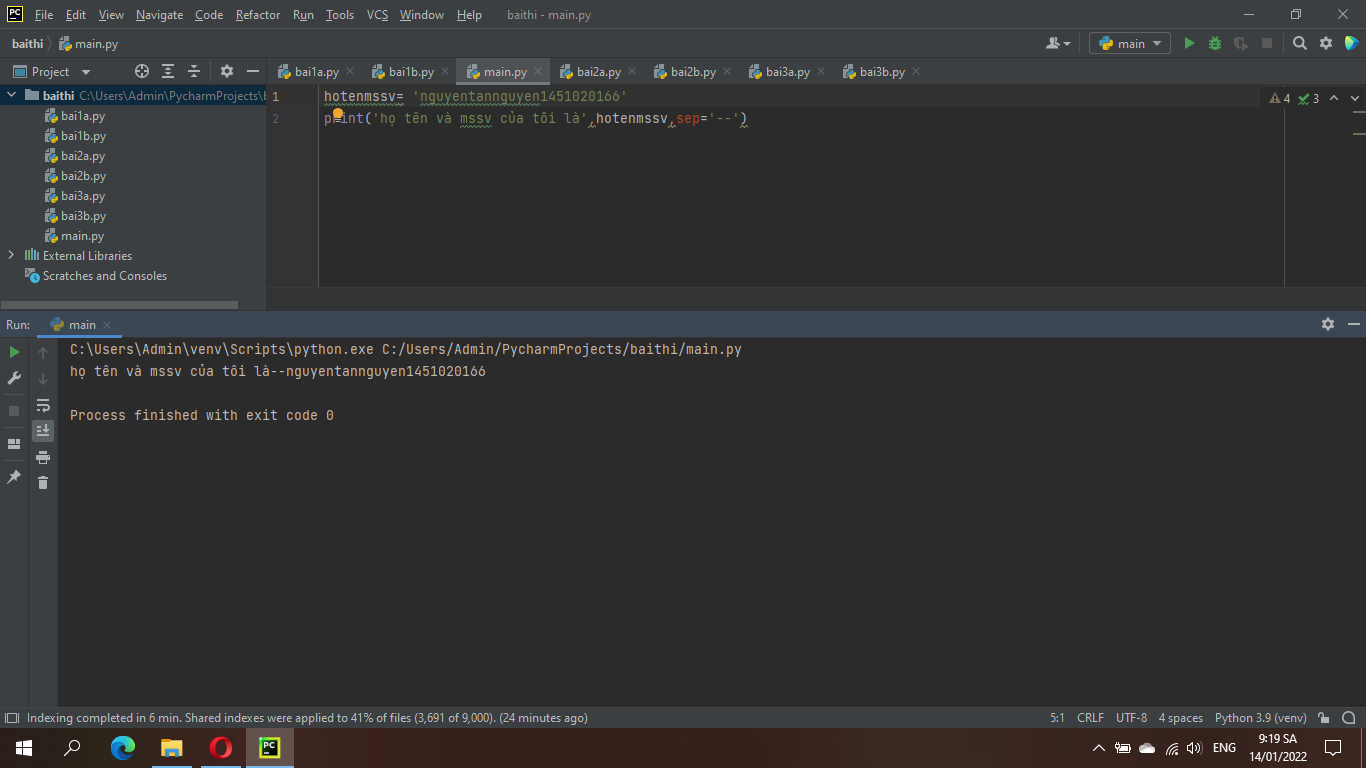 PC File Edit View Navigate Code Refactor Run Tools VCS Window Help baithi - main.py
baithi main.py main
Project bai1a.py bai1b.py main.py bai2a.py bai2b.py bai3a.py bai3b.py
baithi C:\Users\Admin\PycharmProjects\
bai1a.py
bai1b.py
bai2a.py
bai2b.py
bai3a.py
bai3b.py
main.py
External Libraries
Scratches and Consoles
1 hotenmssv= 'nguyentannguyen1451020166' 4 3
2 print('họ tên và mssv của tôi là',hotenmssv,sep='--')
Run: main
C:\Users\Admin\venv\Scripts\python.exe C:/Users/Admin/PycharmProjects/baithi/main.py
họ tên và mssv của tôi là--nguyentannguyen1451020166
Process finished with exit code 0
Indexing completed in 6 min. Shared indexes were applied to 41% of files (3,691 of 9,000). (24 minutes ago) 5:1 CRLF UTF-8 4 spaces Python 3.9 (venv)
PC ENG 9:19 SA
14/01/2022